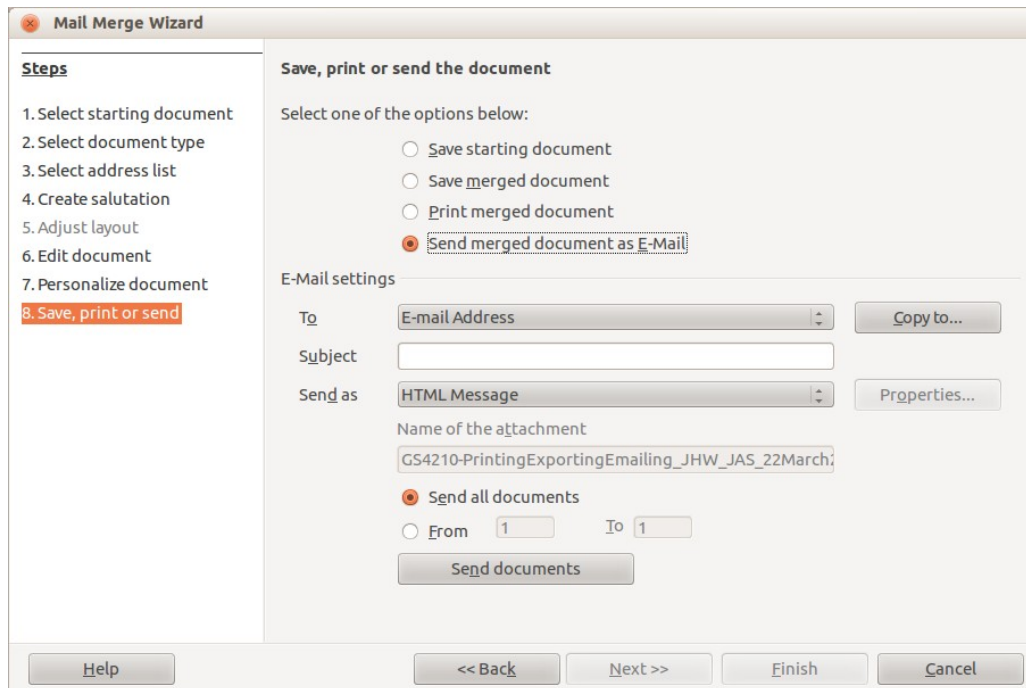 Mail Merge Wizard
Steps
1. Select starting document
2. Select document type
3. Select address list
4. Create salutation
5. Adjust layout
6. Edit document
7. Personalize document
8. Save, print or send
Save, print or send the document
Select one of the options below:
Save starting document
Save merged document
Print merged document
Send merged document as E-Mail
E-Mail settings
To E-mail Address Copy to...
Subject
Send as HTML Message Properties...
Name of the attachment
GS4210-PrintingExportingEmailing_JHW_JAS_22March2
Send all documents
From 1 To 1
Send documents
Help << Back Next >> Finish Cancel